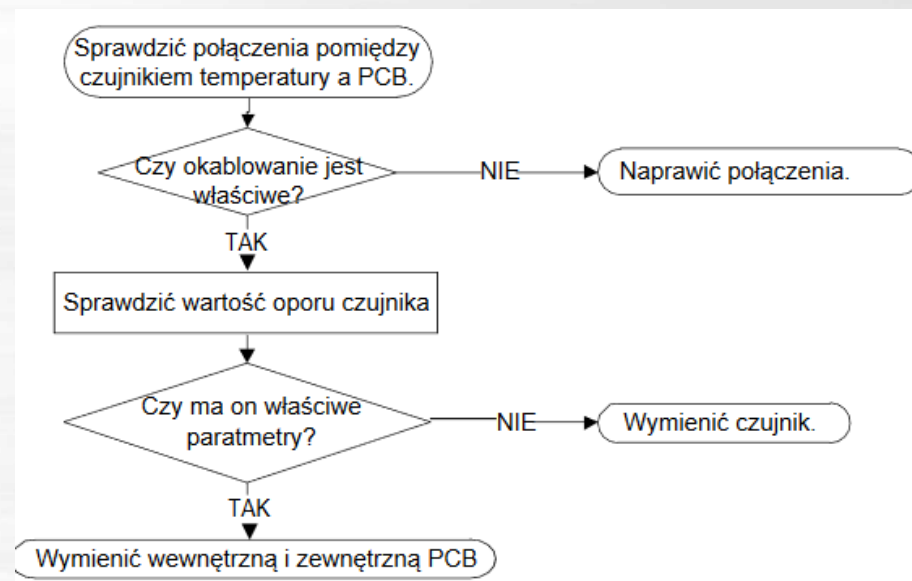 Sprawdzić połączenia pomiędzy
czujnikiem temperatury a PCB.
Czy okablowanie jest
właściwe?
NIE
Naprawić połączenia.
TAK
Sprawdzić wartość oporu czujnika
Czy ma on właściwe
paratmetry?
NIE
Wymienić czujnik.
TAK
Wymienić wewnętrzną i zewnętrzną PCB